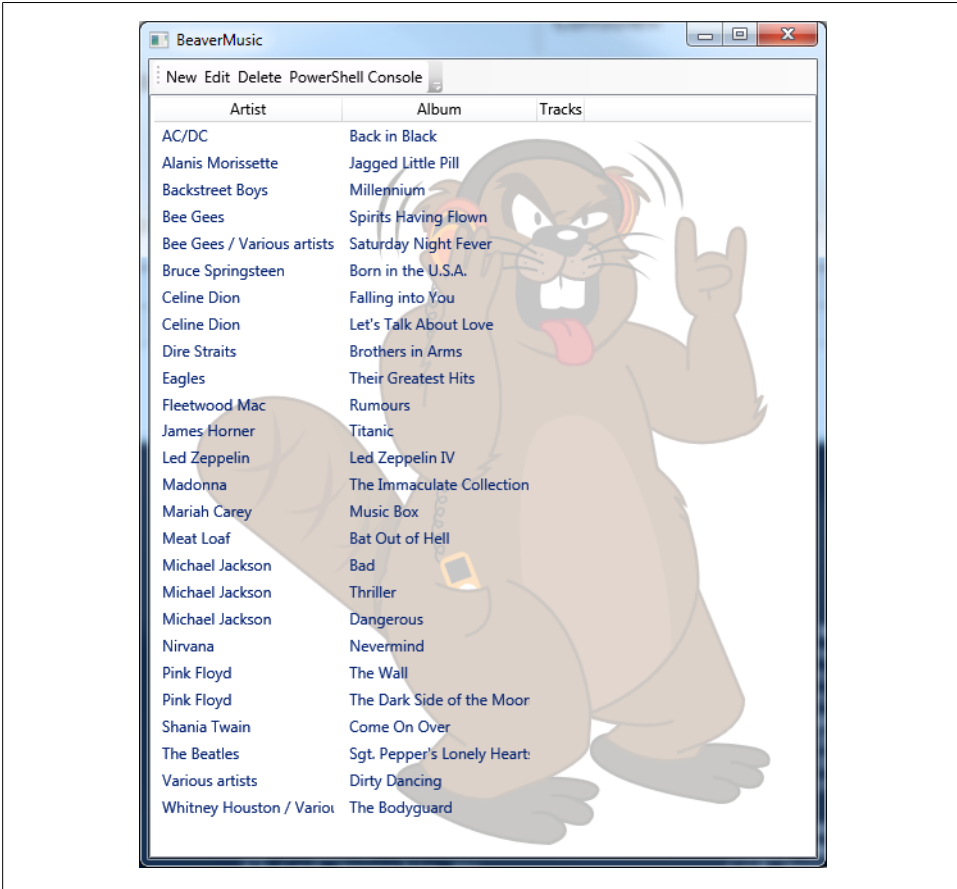 BeaverMusic
New Edit Delete PowerShell Console
Artist Album Tracks
AC/DC Back in Black
Alanis Morissette Jagged Little Pill
Backstreet Boys Millennium
Bee Gees Spirits Having Flown
Bee Gees / Various artists Saturday Night Fever
Bruce Springsteen Born in the U.S.A.
Celine Dion Falling into You
Celine Dion Let's Talk About Love
Dire Straits Brothers in Arms
Eagles Their Greatest Hits
Fleetwood Mac Rumours
James Horner Titanic
Led Zeppelin Led Zeppelin IV
Madonna The Immaculate Collection
Mariah Carey Music Box
Meat Loaf Bat Out of Hell
Michael Jackson Bad
Michael Jackson Thriller
Michael Jackson Dangerous
Nirvana Nevermind
Pink Floyd The Wall
Pink Floyd The Dark Side of the Moon
Shania Twain Come On Over
The Beatles Sgt. Pepper's Lonely Hearts
Various artists Dirty Dancing
Whitney Houston / Variou The Bodyguard